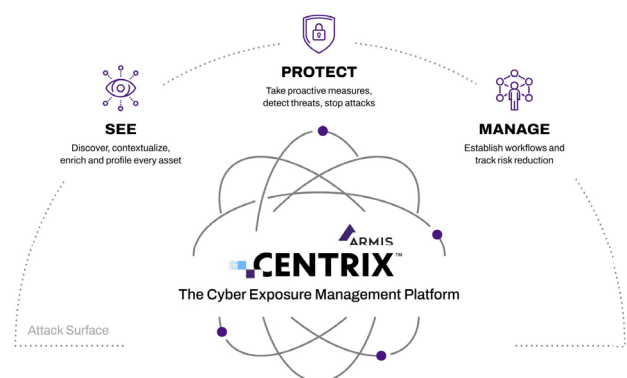 PROTECT
Take proactive measures,
detect threats, stop attacks
SEE
Discover, contextualize,
enrich and profile every asset
MANAGE
Establish workflows and
track risk reduction
ARMIS
CENTRIX™
The Cyber Exposure Management Platform
Attack Surface